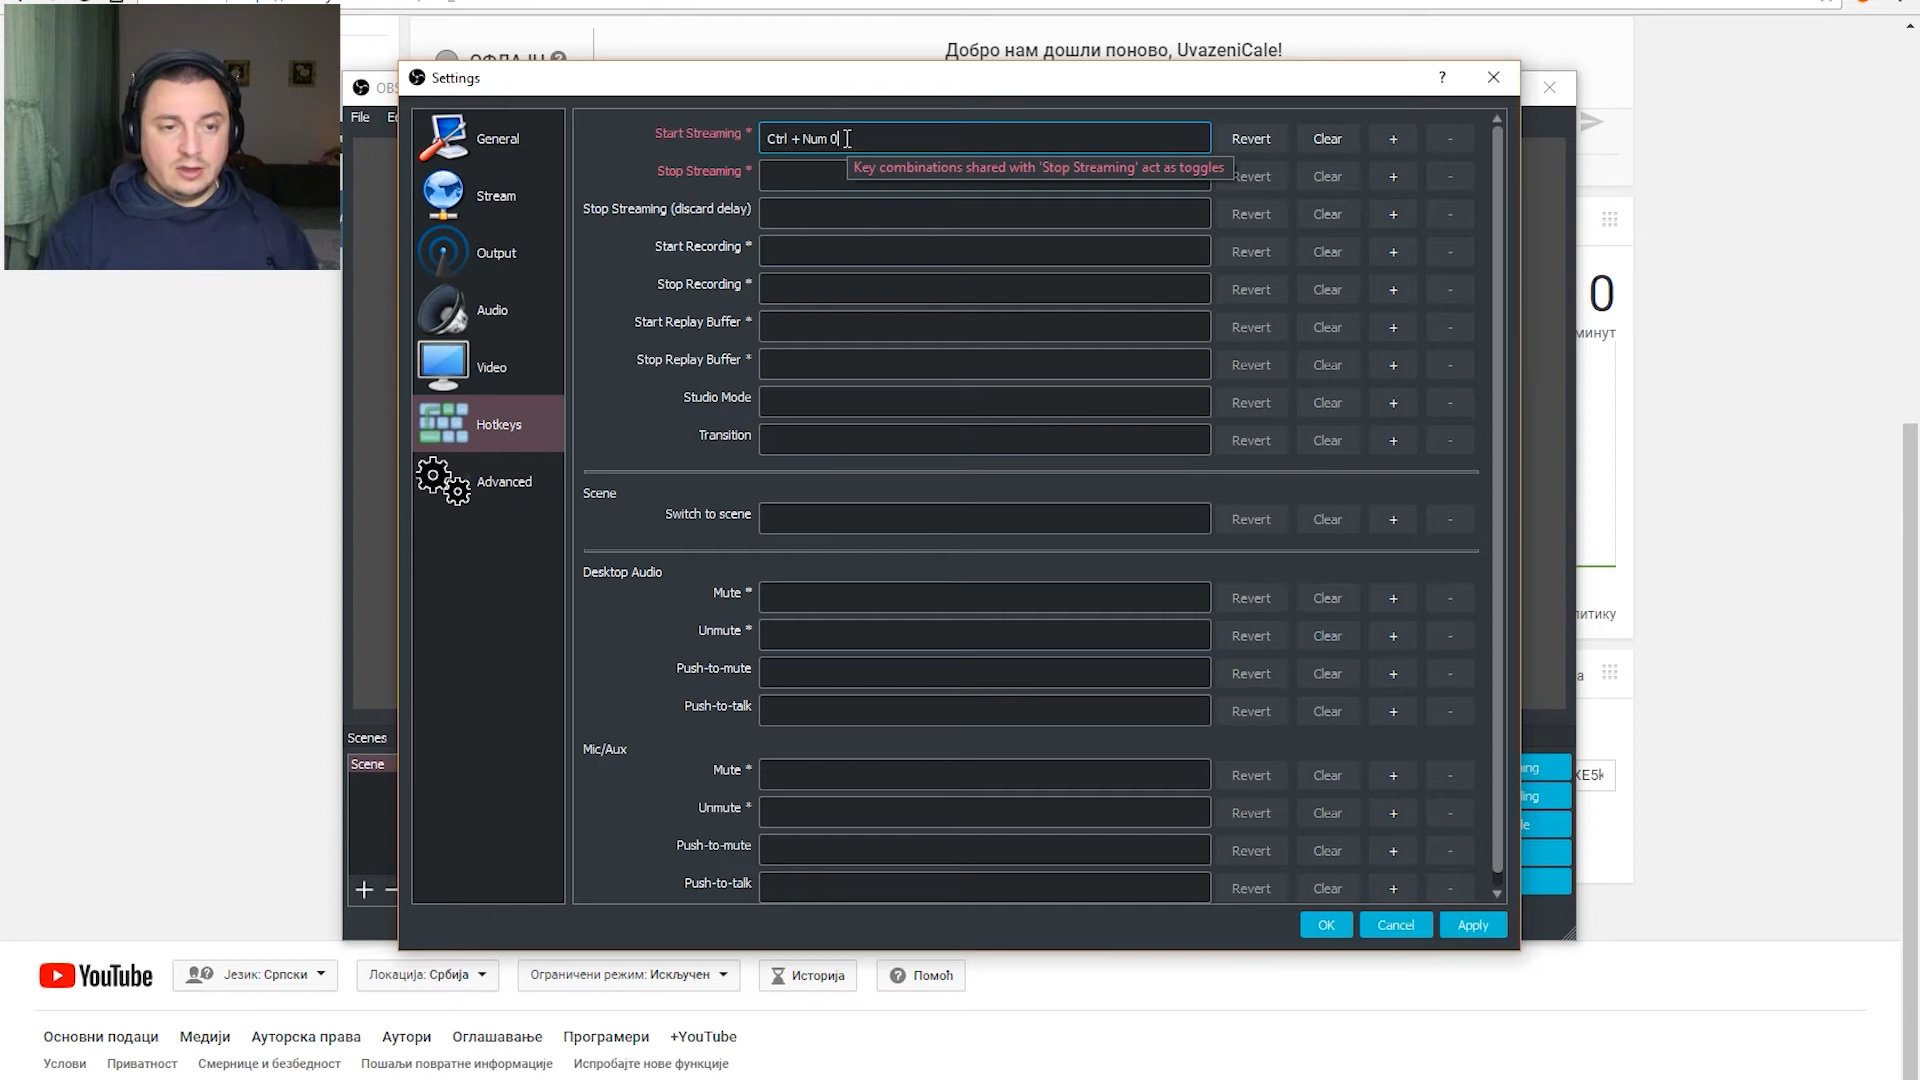 Добро нам дошли поново, UvazeniCale!
Settings
?
OBS
File
General
Stream
Output
Audio
Video
Hotkeys
Advanced
Start Streaming *
Ctrl + Num 0
Revert
Clear
+
-
Key combinations shared with 'Stop Streaming' act as toggles
Stop Streaming *
Revert
Clear
+
-
Stop Streaming (discard delay)
Revert
Clear
+
-
Start Recording *
Revert
Clear
+
-
Stop Recording *
Revert
Clear
+
-
Start Replay Buffer *
Revert
Clear
+
-
Stop Replay Buffer *
Revert
Clear
+
-
Studio Mode
Revert
Clear
+
-
Transition
Revert
Clear
+
-
Scene
Switch to scene
Revert
Clear
+
-
Desktop Audio
Mute *
Revert
Clear
+
-
Unmute *
Revert
Clear
+
-
Push-to-mute
Revert
Clear
+
-
Push-to-talk
Revert
Clear
+
-
Mic/Aux
Mute *
Revert
Clear
+
-
Unmute *
Revert
Clear
+
-
Push-to-mute
Revert
Clear
+
-
Push-to-talk
Revert
Clear
+
-
OK
Cancel
Apply
Scenes
Scene
0
минут
YouTube
Језик: Српски
Локација: Србија
Ограничени режим: Искључен
Историја
Помоћ
Основни подаци Медији Ауторска права Аутори Оглашавање Програмери +YouTube
Услови Приватност Смернице и безбедност Пошаљи повратне информације Испробајте нове функције